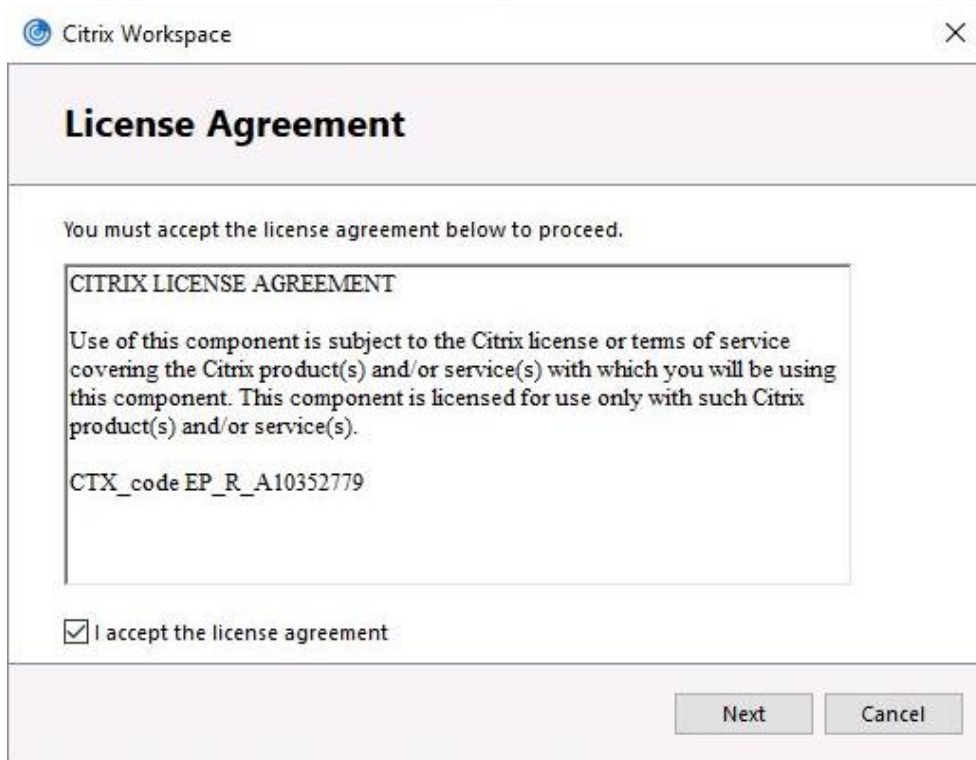 Citrix Workspace
License Agreement
You must accept the license agreement below to proceed.
CITRIX LICENSE AGREEMENT
Use of this component is subject to the Citrix license or terms of service
covering the Citrix product(s) and/or service(s) with which you will be using
this component. This component is licensed for use only with such Citrix
product(s) and/or service(s).
CTX_code EP_R_A10352779
I accept the license agreement
Next Cancel